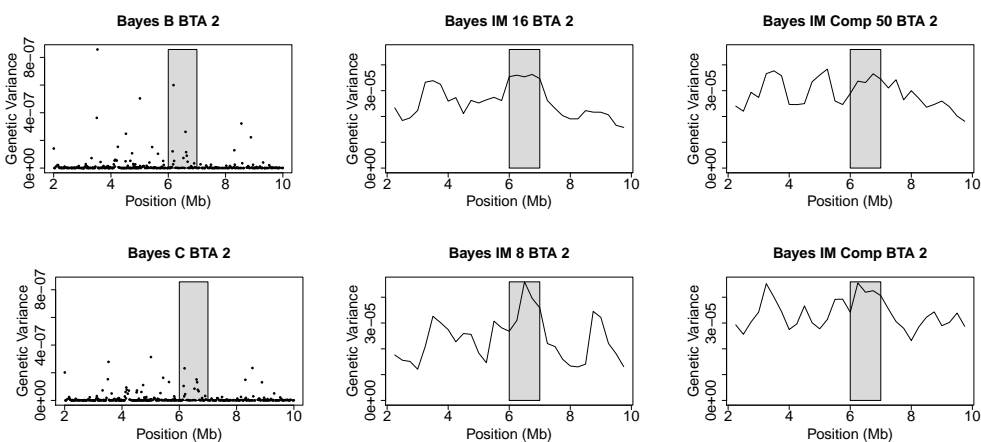 Bayes B BTA 2
Genetic Variance
0e+00 4e−07 8e−07
2 4 6 8 10
Position (Mb)
Bayes IM 16 BTA 2
Genetic Variance
0e+00 3e−05
2 4 6 8 10
Position (Mb)
Bayes IM Comp 50 BTA 2
Genetic Variance
0e+00 3e−05
2 4 6 8 10
Position (Mb)
Bayes C BTA 2
Genetic Variance
0e+00 4e−07 8e−07
2 4 6 8 10
Position (Mb)
Bayes IM 8 BTA 2
Genetic Variance
0e+00 3e−05
2 4 6 8 10
Position (Mb)
Bayes IM Comp BTA 2
Genetic Variance
0e+00 3e−05
2 4 6 8 10
Position (Mb)